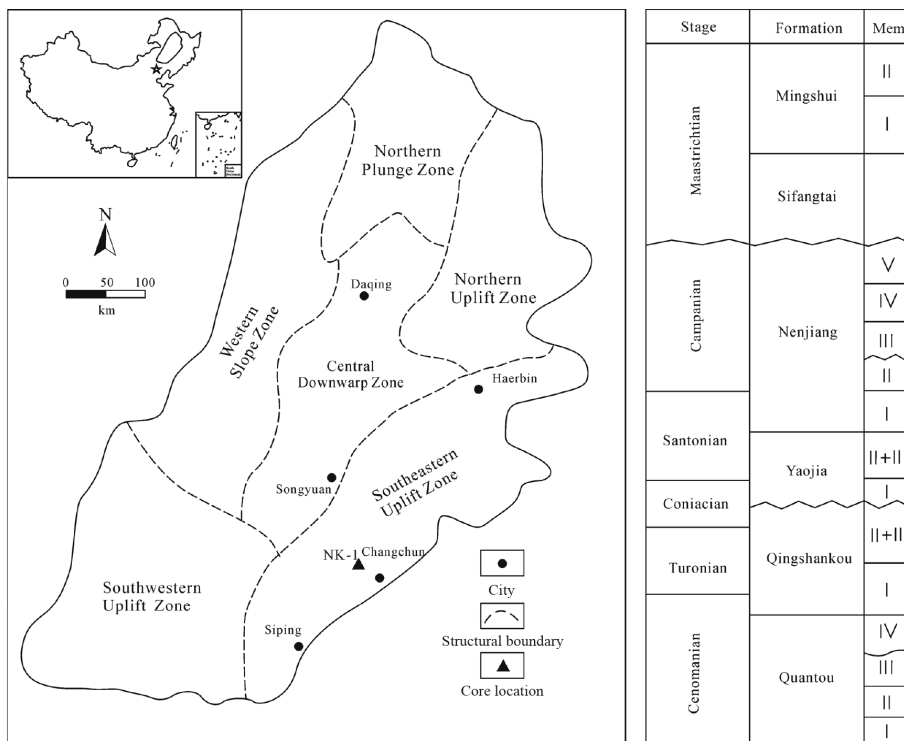 Northern
Plunge Zone
N
0 50 100
km
Daqing
Northern
Uplift Zone
Western
Slope Zone
Central
Downwarp Zone
Haerbin
Songyuan
Southeastern
Uplift Zone
NK-1
Changchun
Southwestern
Uplift Zone
City
Siping
Structural boundary
Core location
Stage Formation Mem
Maastrichtian
Mingshui
II
I
Sifangtai
Campanian
Nenjiang
V
IV
III
II
I
Santonian
Yaojia
II+II
I
Coniacian
Qingshankou
II+II
I
Turonian
Cenomanian
Quantou
IV
III
II
I